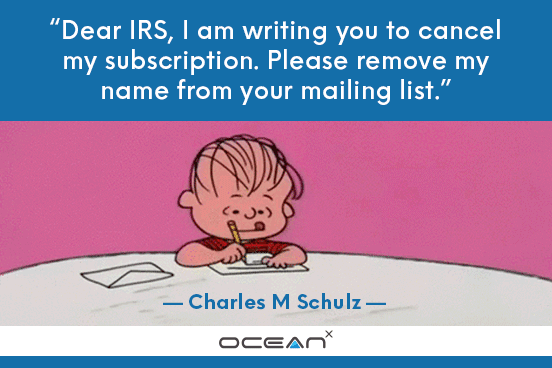 “Dear IRS, I am writing you to cancel
my subscription. Please remove my
name from your mailing list.”
— Charles M Schulz —
OCEANX